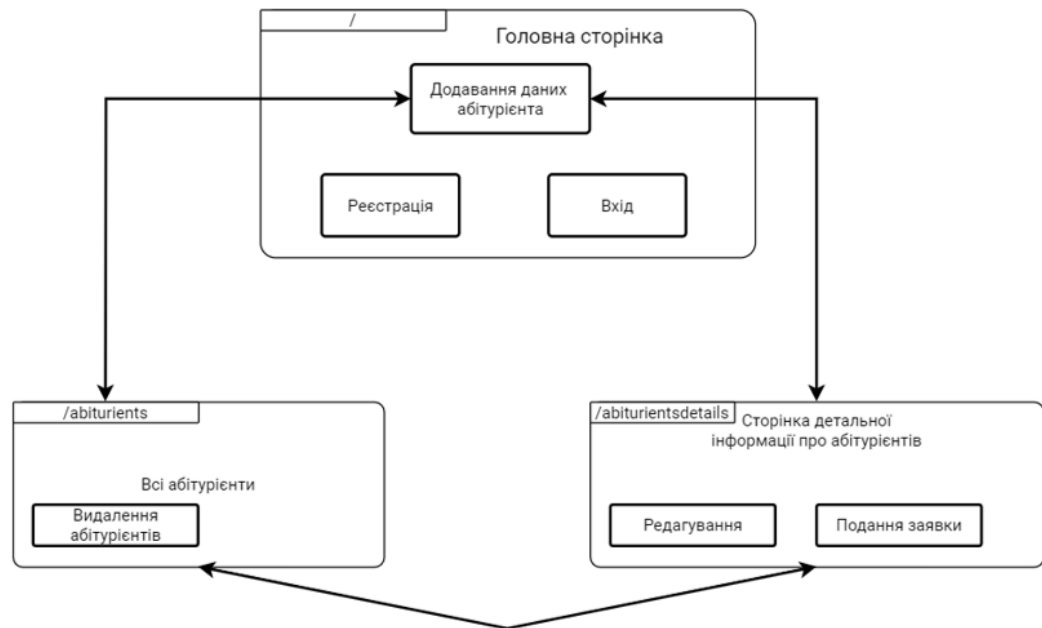 /
Головна сторінка
Додавання даних
абітурієнта
Реєстрація
Вхід
/abiturients
Всі абітурієнти
Видалення
абітурієнтів
/abiturientsdetails
Сторінка детальної
інформації про абітурієнтів
Редагування
Подання заявки